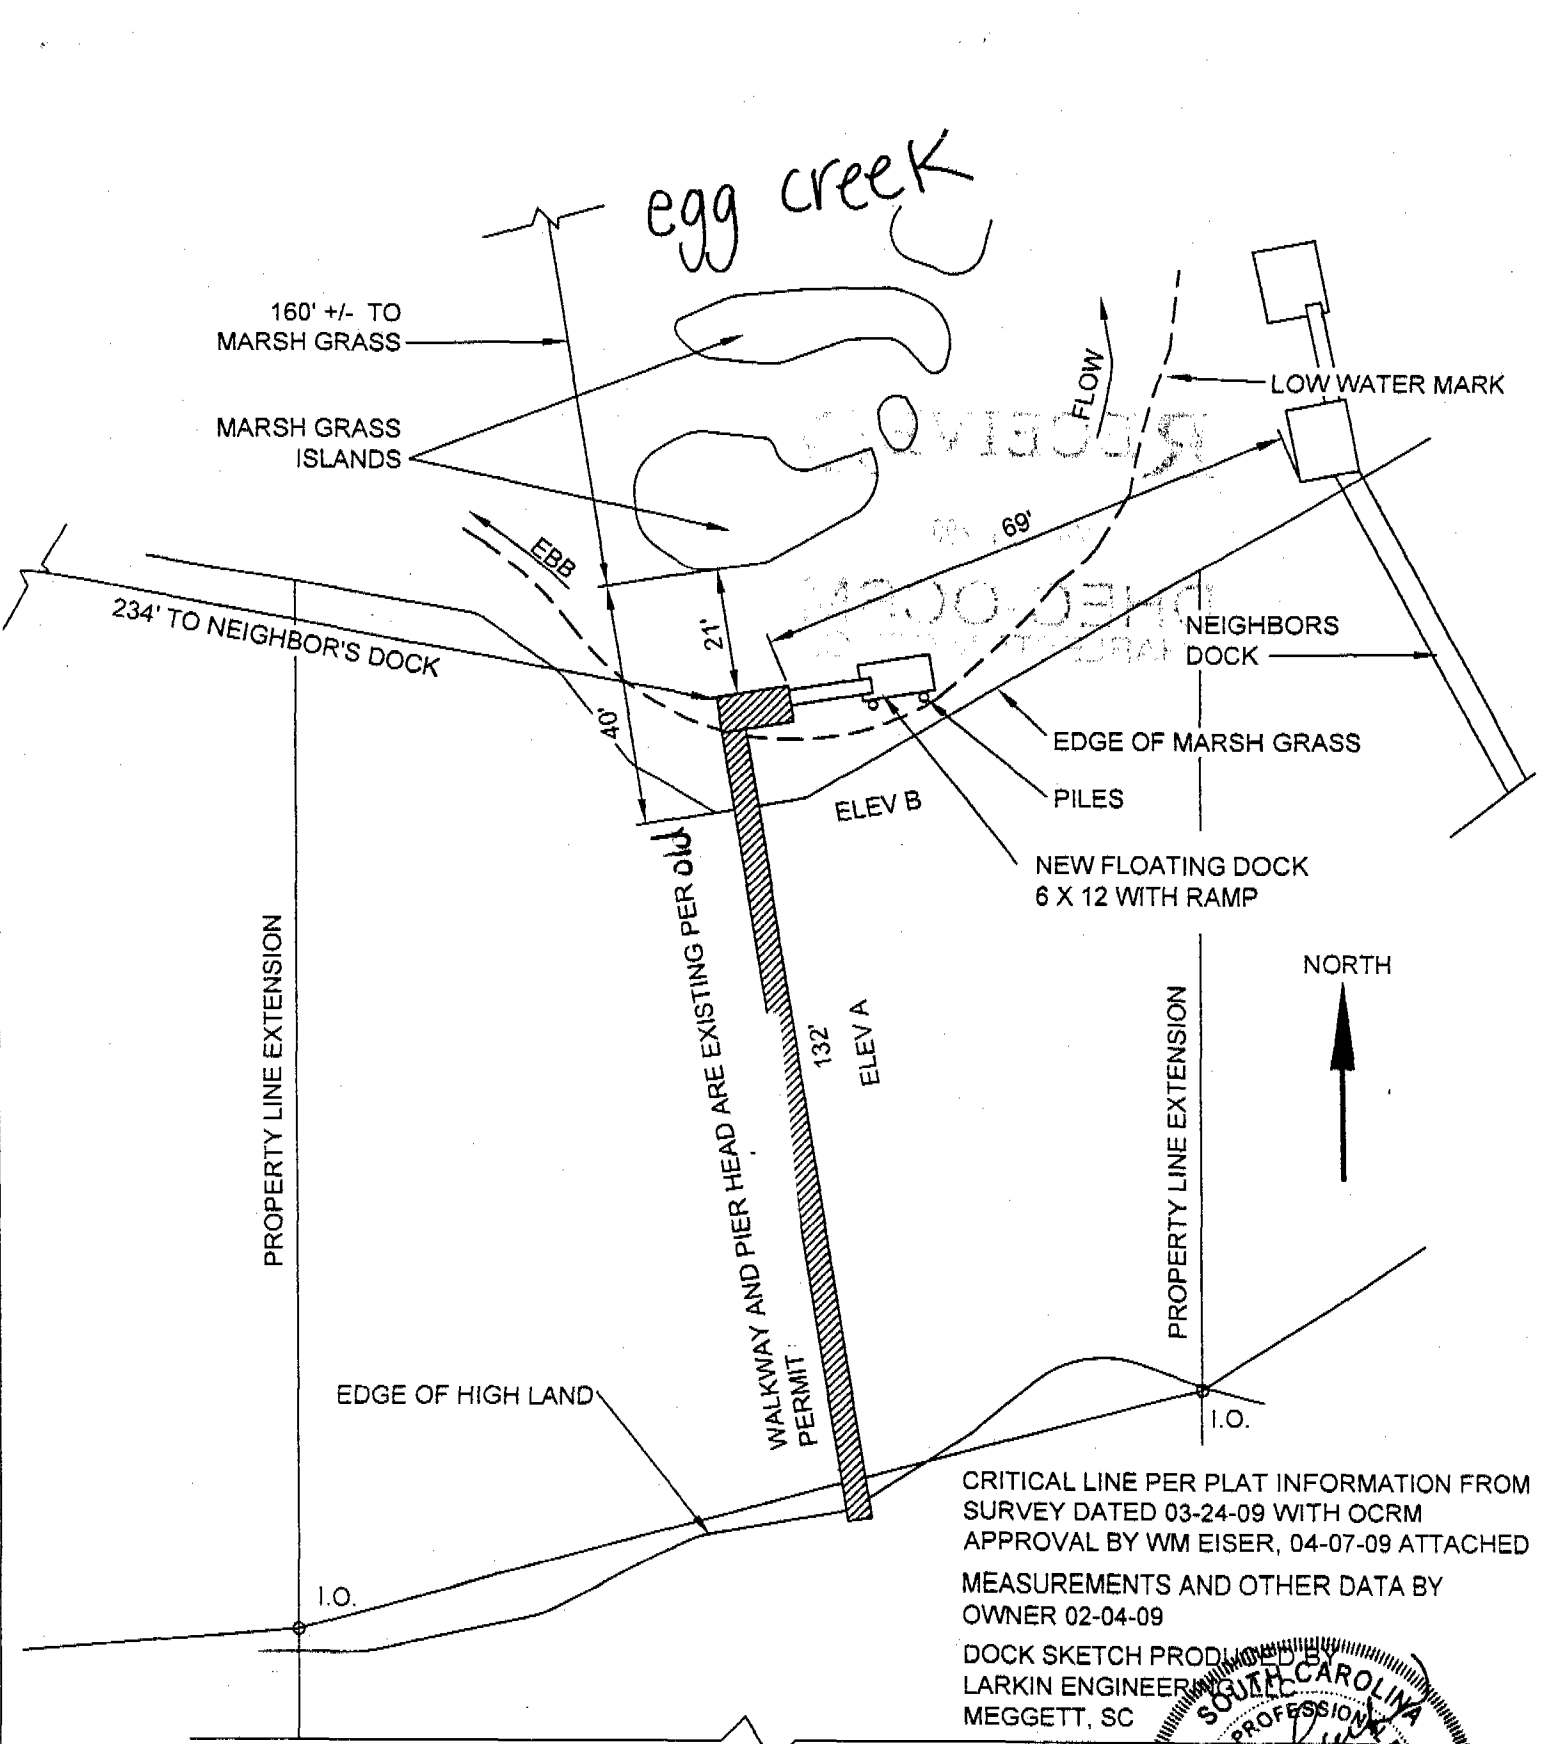 egg creek
160' +/- TO
MARSH GRASS
MARSH GRASS
ISLANDS
FLOW
LOW WATER MARK
RECEIVED
69'
EBB
DHEC-OCRM
234' TO NEIGHBOR'S DOCK
21'
NEIGHBORS
DOCK
40'
EDGE OF MARSH GRASS
PILES
ELEV B
NEW FLOATING DOCK
6 X 12 WITH RAMP
WALKWAY AND PIER HEAD ARE EXISTING PER old
PERMIT
NORTH
PROPERTY LINE EXTENSION
132'
ELEV A
PROPERTY LINE EXTENSION
EDGE OF HIGH LAND
I.O.
I.O.
CRITICAL LINE PER PLAT INFORMATION FROM
SURVEY DATED 03-24-09 WITH OCRM
APPROVAL BY WM EISER, 04-07-09 ATTACHED
MEASUREMENTS AND OTHER DATA BY
OWNER 02-04-09
DOCK SKETCH PRODUCED BY
LARKIN ENGINEERING LLC
MEGGETT, SC
SOUTH CAROLINA